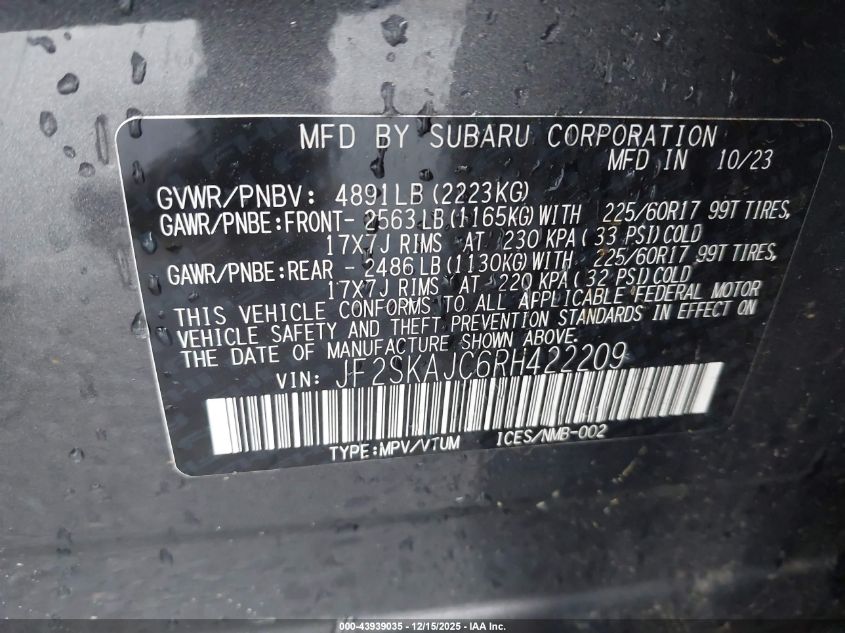 MFD BY SUBARU CORPORATION
MFD IN 10/23
GVWR/PNBV: 4891LB(2223KG)
GAWR/PNBE:FRONT- 2563LB(1165KG)WITH 225/60R17 99T TIRES,
17X7J RIMS AT 230 KPA(33 PSI)COLD
GAWR/PNBE:REAR - 2486LB(1130KG)WITH 225/60R17 99T TIRES,
17X7J RIMS AT 220 KPA(32 PSI)COLD
THIS VEHICLE CONFORMS TO ALL APPLICABLE FEDERAL MOTOR
VEHICLE SAFETY AND THEFT PREVENTION STANDARDS IN EFFECT ON
THE DATE OF MANUFACTURE SHOWN ABOVE.
VIN: JF2SKAJC6RH422209
TYPE:MPV/VTUM ICES/NMB-002
000-43939035 - 12/15/2025 - IAA Inc.